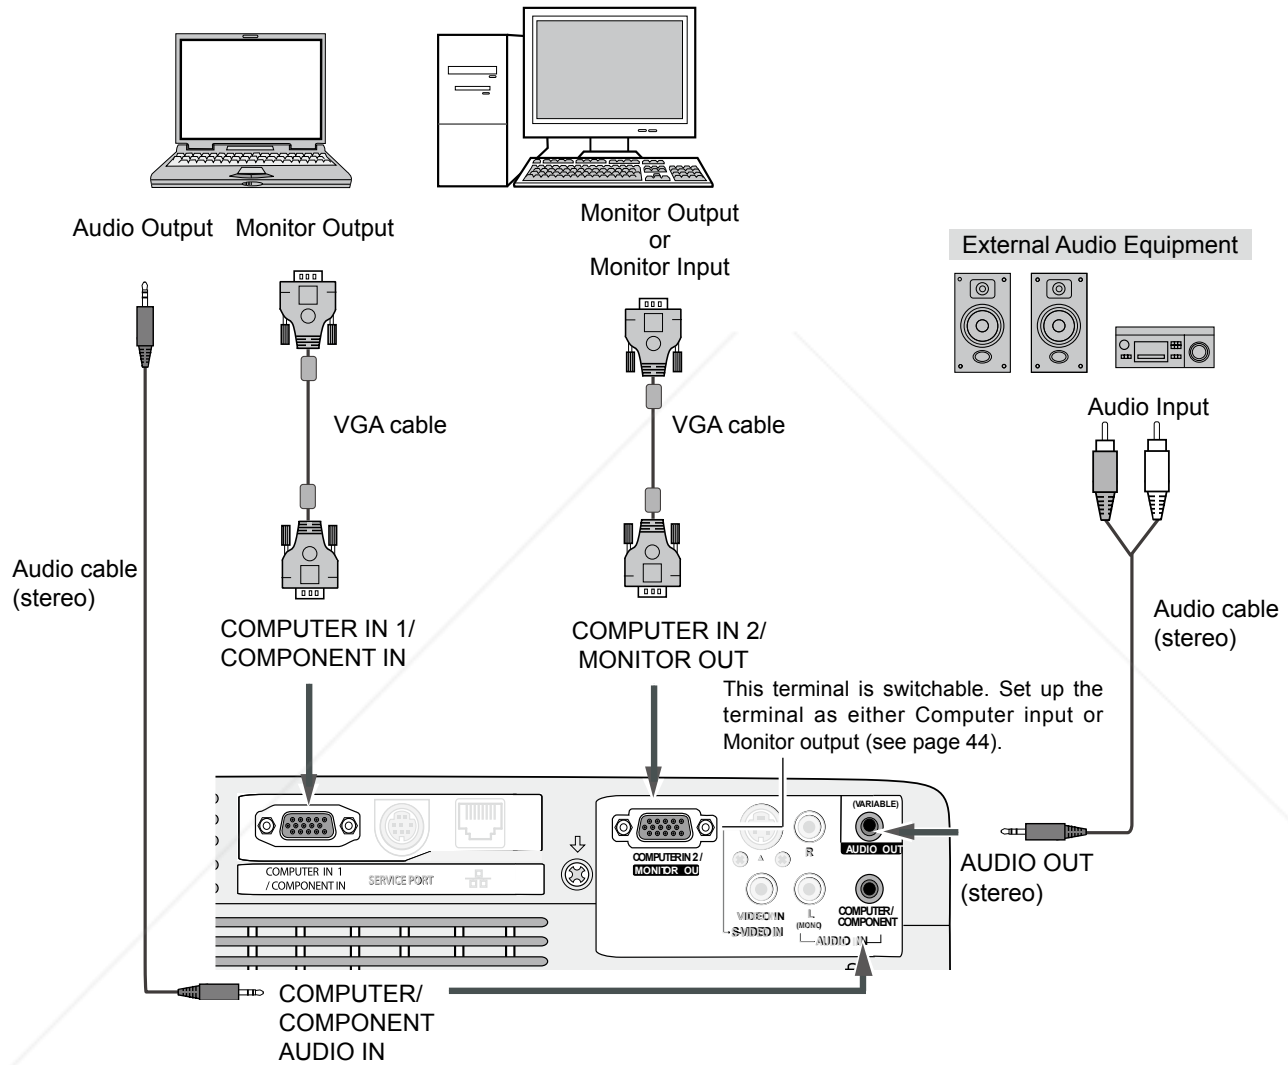 Audio Output
Monitor Output
Monitor Output
or
Monitor Input
External Audio Equipment
VGA cable
VGA cable
Audio Input
Audio cable
(stereo)
Audio cable
(stereo)
COMPUTER IN 1/
COMPONENT IN
COMPUTER IN 2/
MONITOR OUT
This terminal is switchable. Set up the
terminal as either Computer input or
Monitor output (see page 44).
(VARIABLE)
AUDIO OUT
R
A
COMPUTER IN 2 /
MONITOR OU
COMPUTER IN 1
/ COMPONENT IN
SERVICE PORT
VIDEO IN
S-VIDEO IN
L
(MONO)
COMPUTER/
COMPONENT
AUDIO IN
AUDIO OUT
(stereo)
COMPUTER/
COMPONENT
AUDIO IN